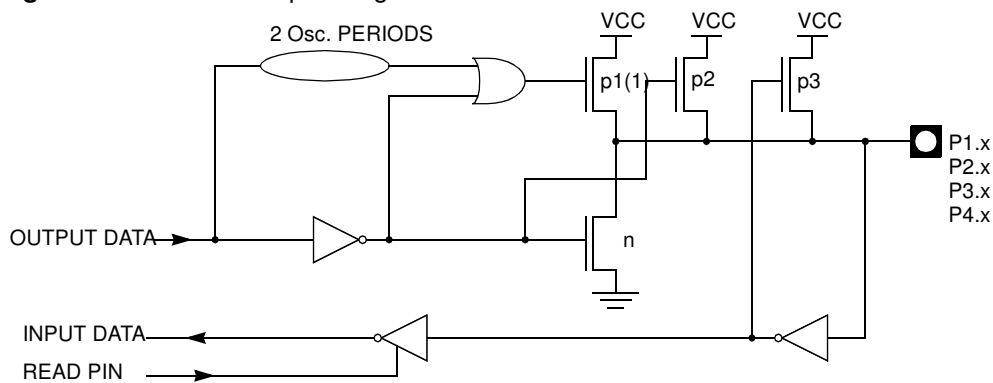 2 Osc. PERIODS
VCC
VCC
VCC
p1(1)
p2
p3
P1.x
P2.x
P3.x
P4.x
OUTPUT DATA
n
INPUT DATA
READ PIN